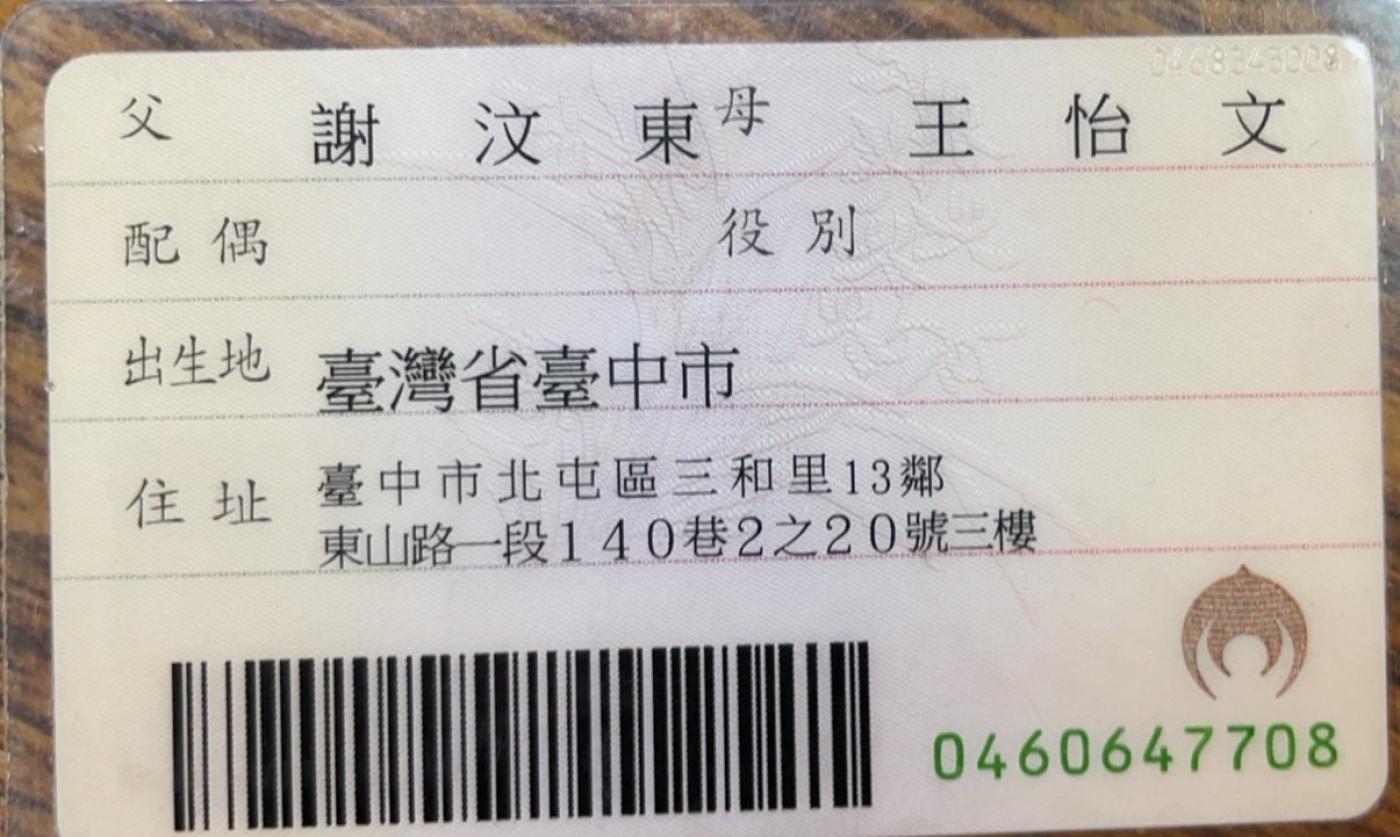 0468343008
父 謝汶東 母 王怡文
配偶 役別
出生地 臺灣省臺中市
住址 臺中市北屯區三和里13鄰
東山路一段140巷2之20號三樓
0460647708